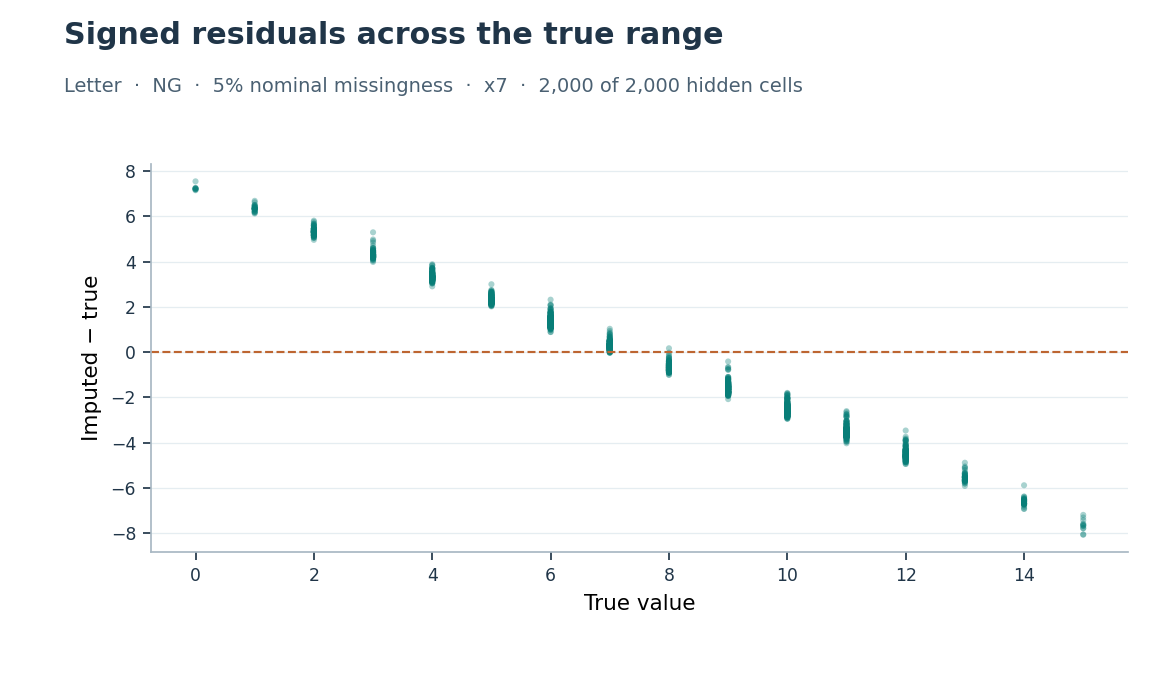 Signed residuals across the true range
Letter · NG · 5% nominal missingness · x7 · 2,000 of 2,000 hidden cells
8
6
4
2
0
−2
−4
−6
−8
Imputed − true
0 2 4 6 8 10 12 14
True value